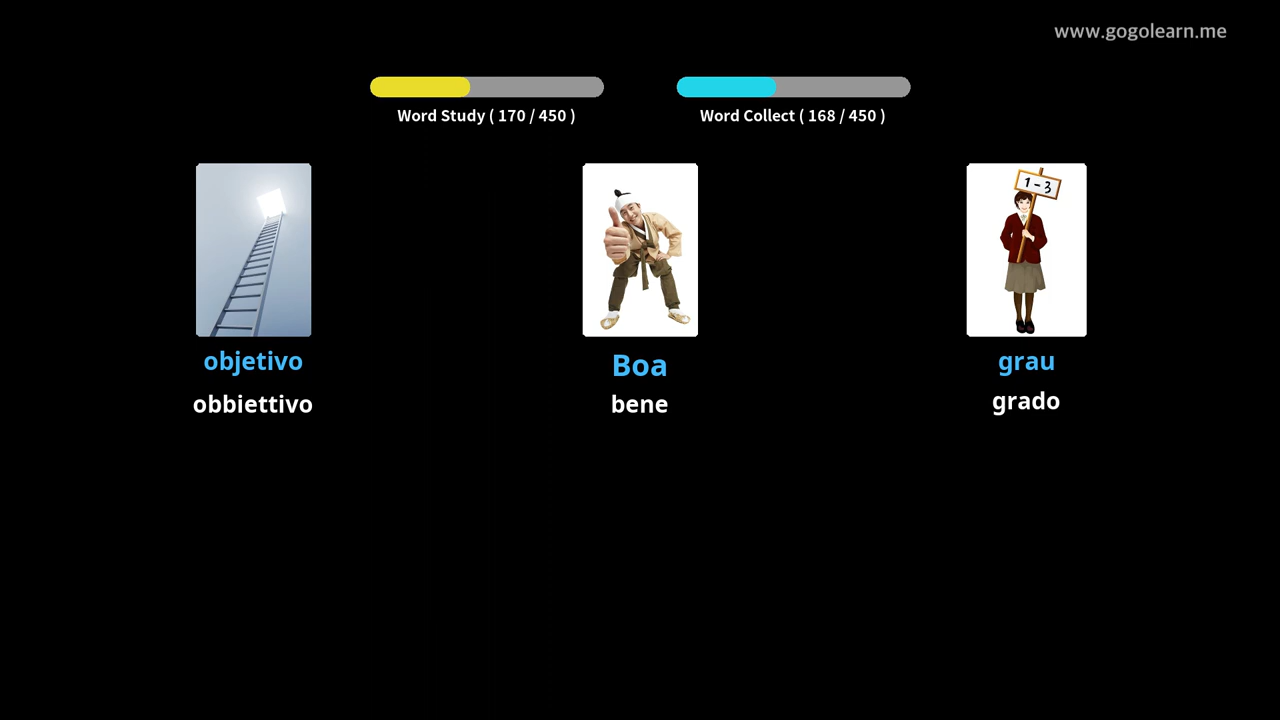 www.gogolearn.me
Word Study ( 170 / 450 )
Word Collect ( 168 / 450 )
1-3
objetivo
Boa
grau
obbiettivo
bene
grado